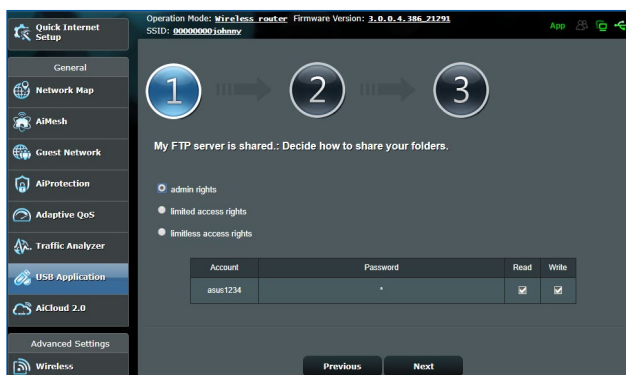 Quick Internet
Setup
Operation Mode: Wireless router Firmware Version: 3.0.0.4.386_21291
SSID: 00000000johnny
App
General
Network Map
AiMesh
Guest Network
AiProtection
Adaptive QoS
Traffic Analyzer
USB Application
AiCloud 2.0
Advanced Settings
Wireless
1 2 3
My FTP server is shared.: Decide how to share your folders.
admin rights
limited access rights
limitless access rights
Account Password Read Write
asus1234 *
Previous Next